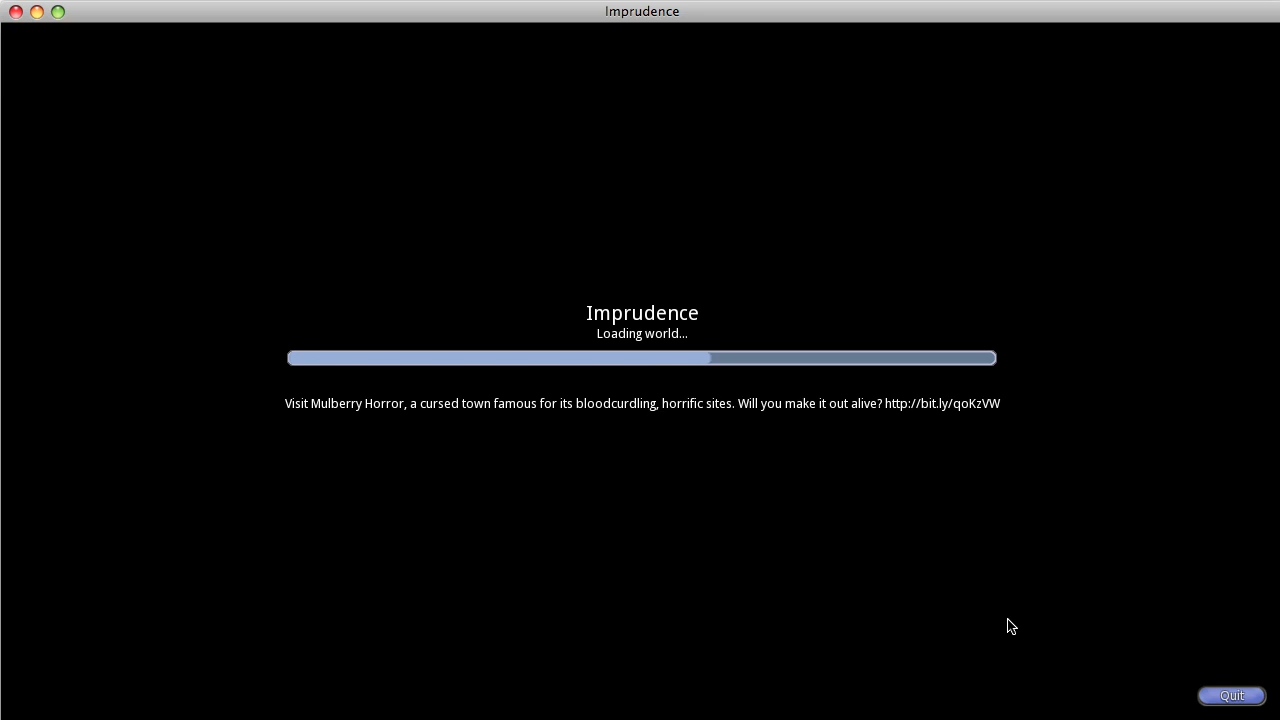 Imprudence
Imprudence
Loading world...
Visit Mulberry Horror, a cursed town famous for its bloodcurdling, horrific sites. Will you make it out alive? http://bit.ly/qoKzVW
Quit